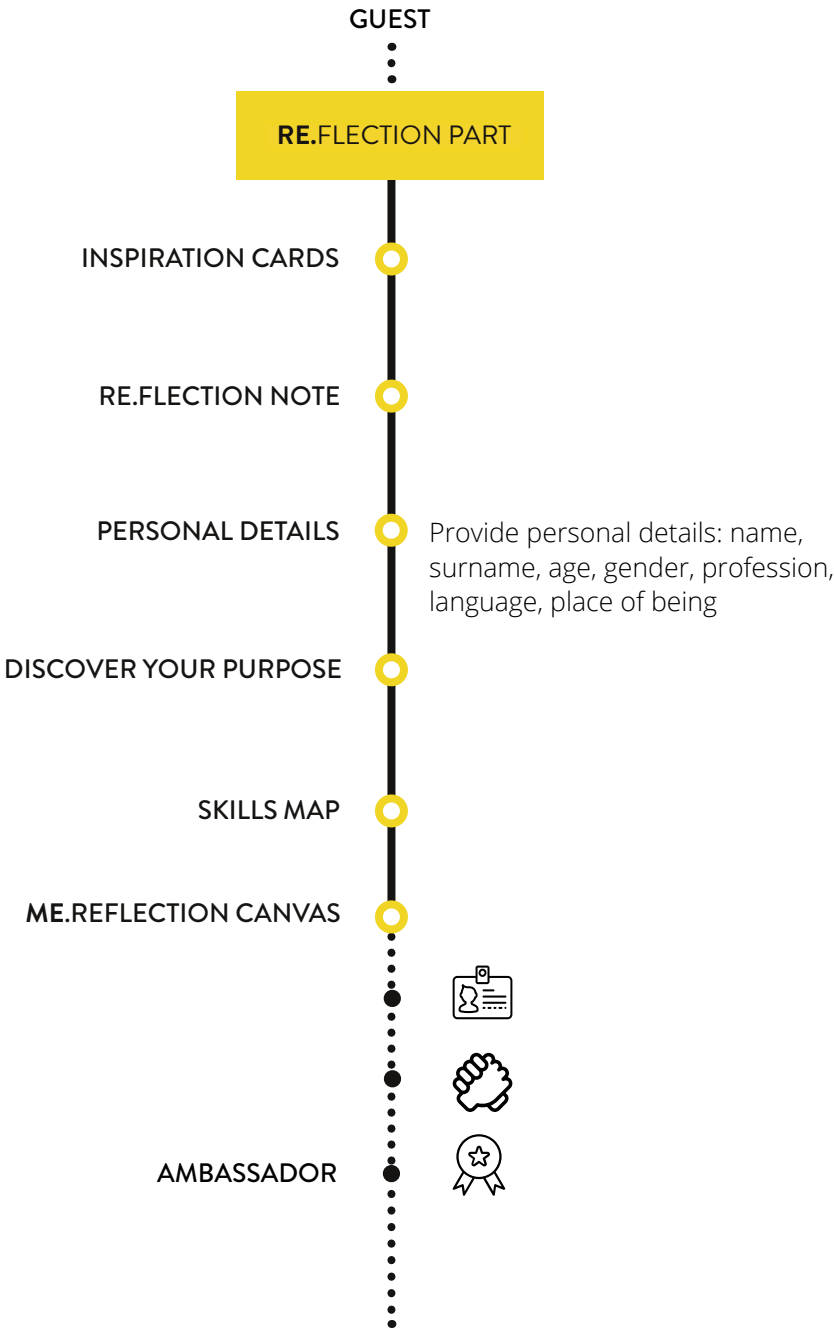 GUEST
RE.FLECTION PART
INSPIRATION CARDS
RE.FLECTION NOTE
PERSONAL DETAILS
Provide personal details: name,
surname, age, gender, profession,
language, place of being
DISCOVER YOUR PURPOSE
SKILLS MAP
ME.REFLECTION CANVAS
AMBASSADOR